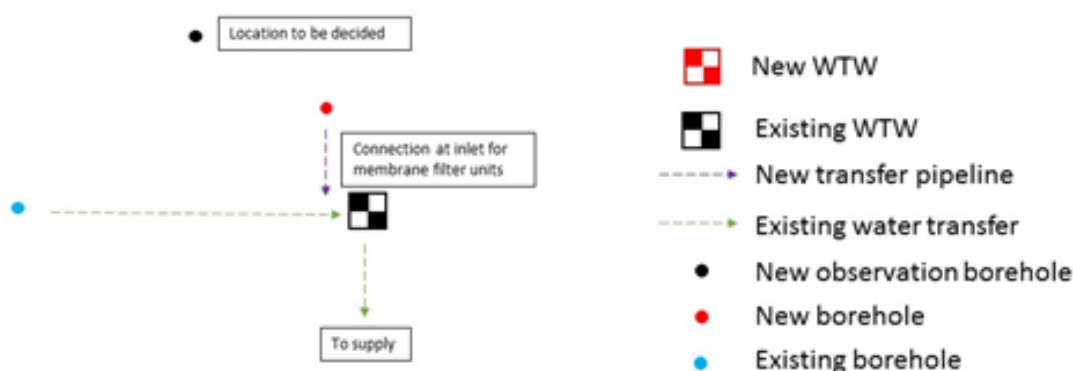 Location to be decided
Connection at inlet for
membrane filter units
To supply
New WTW
Existing WTW
New transfer pipeline
Existing water transfer
New observation borehole
New borehole
Existing borehole